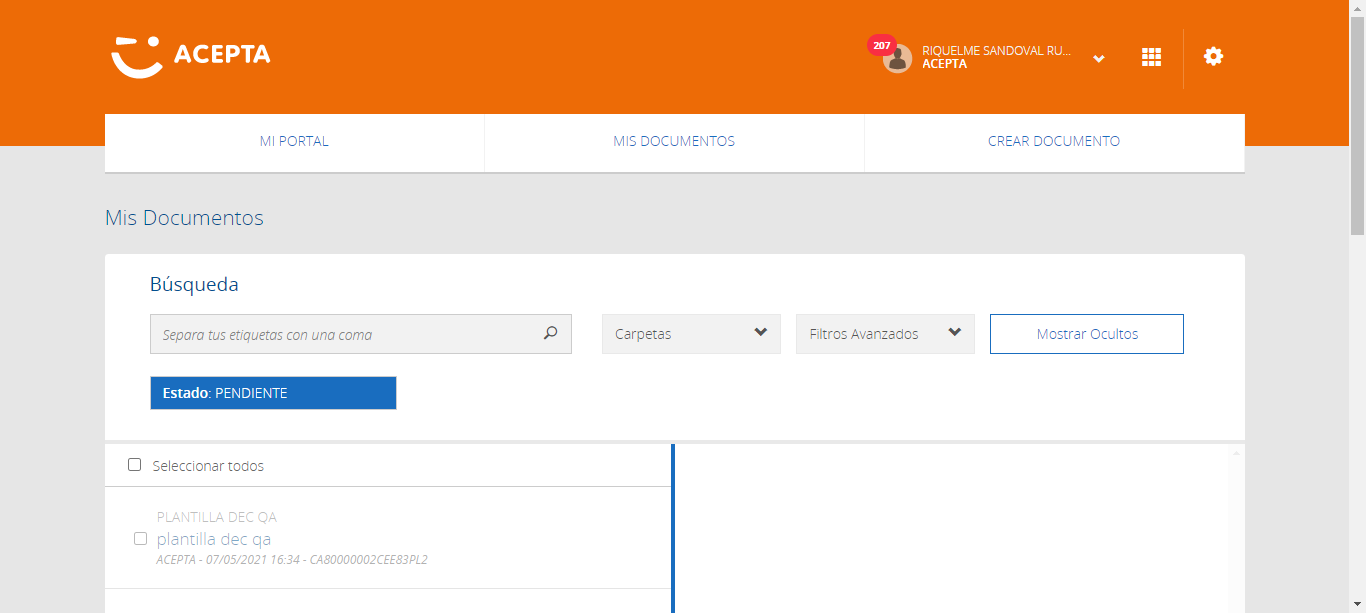 ACEPTA
207
RIQUELME SANDOVAL RU...
ACEPTA
MI PORTAL
MIS DOCUMENTOS
CREAR DOCUMENTO
Mis Documentos
Búsqueda
Separa tus etiquetas con una coma
Carpetas
Filtros Avanzados
Mostrar Ocultos
Estado: PENDIENTE
Seleccionar todos
PLANTILLA DEC QA
plantilla dec qa
ACEPTA - 07/05/2021 16:34 - CA80000002CEE83PL2